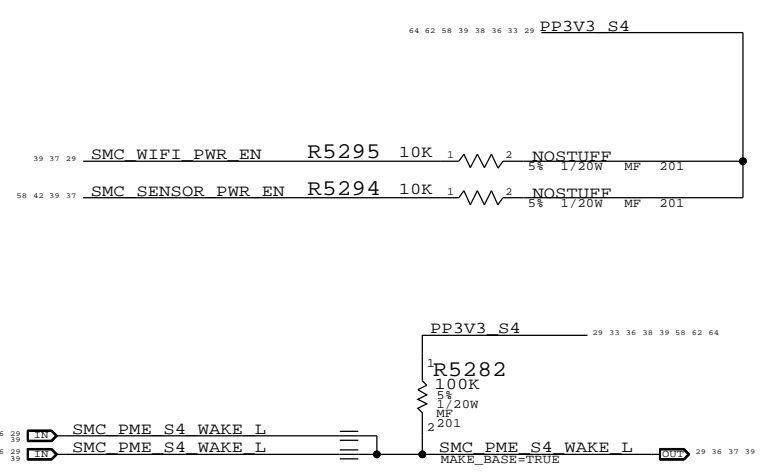 64 62 58 39 38 36 33 29 PP3V3_S4
39 37 29 SMC_WIFI_PWR_EN R5295 10K 1 2 NOSTUFF
5% 1/20W MF 201
58 42 39 37 SMC_SENSOR_PWR_EN R5294 10K 1 2 NOSTUFF
5% 1/20W MF 201
PP3V3_S4 29 33 36 38 39 58 62 64
1
R5282
100K
5%
1/20W
MF
201
2
6 29
39
IN SMC_PME_S4_WAKE_L
6 29
39
IN SMC_PME_S4_WAKE_L
SMC_PME_S4_WAKE_L OUT 29 36 37 39
MAKE_BASE=TRUE